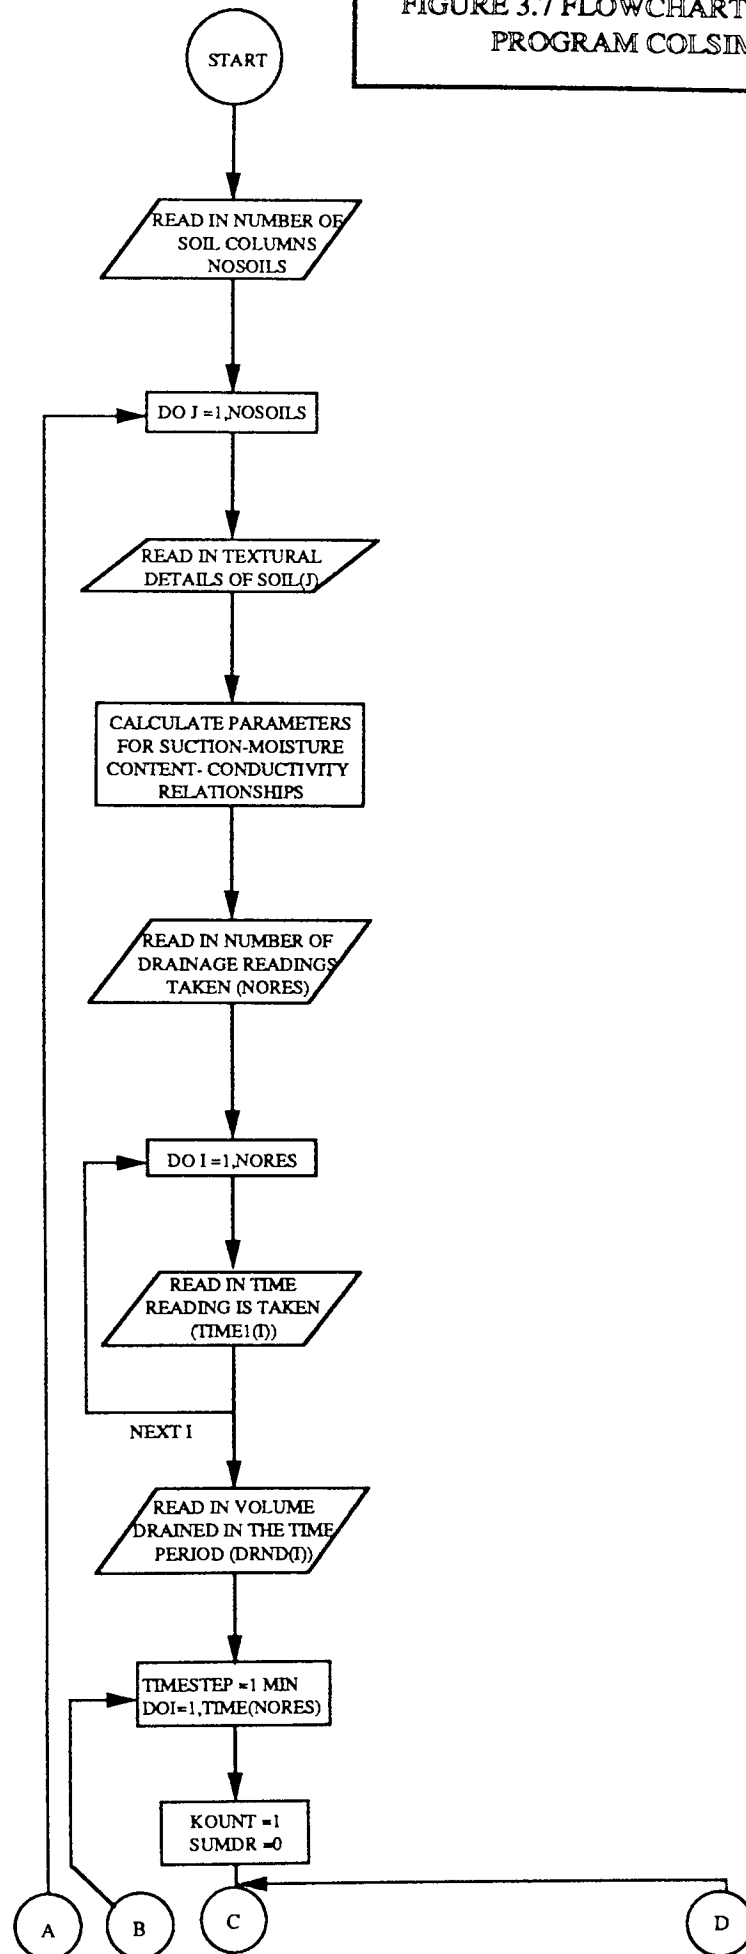 FIGURE 3.7 FLOWCHART
PROGRAM COLSIM
START
READ IN NUMBER OF
SOIL COLUMNS
NOSOILS
DO J =1,NOSOILS
READ IN TEXTURAL
DETAILS OF SOIL(J)
CALCULATE PARAMETERS
FOR SUCTION-MOISTURE
CONTENT- CONDUCTIVITY
RELATIONSHIPS
READ IN NUMBER OF
DRAINAGE READINGS
TAKEN (NORES)
DO I =1,NORES
READ IN TIME
READING IS TAKEN
(TIME1(I))
NEXT I
READ IN VOLUME
DRAINED IN THE TIME
PERIOD (DRND(I))
TIMESTEP =1 MIN
DOI=1,TIME(NORES)
KOUNT =1
SUMDR =0
A
B
C
D